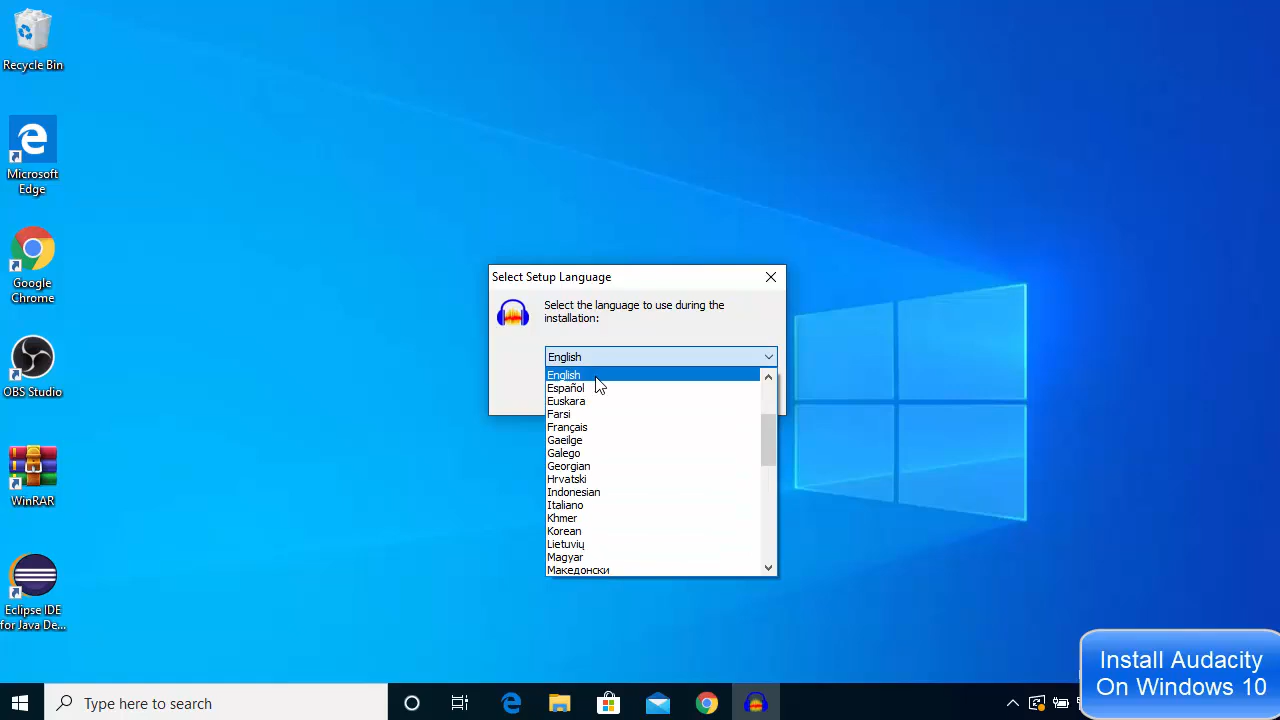 Recycle Bin
Microsoft
Edge
Google
Chrome
OBS Studio
WinRAR
Eclipse IDE
for Java De...
Select Setup Language
Select the language to use during the
installation:
English
English
Español
Euskara
Farsi
Français
Gaeilge
Galego
Georgian
Hrvatski
Indonesian
Italiano
Khmer
Korean
Lietuvių
Magyar
Македонски
Install Audacity
On Windows 10
Type here to search